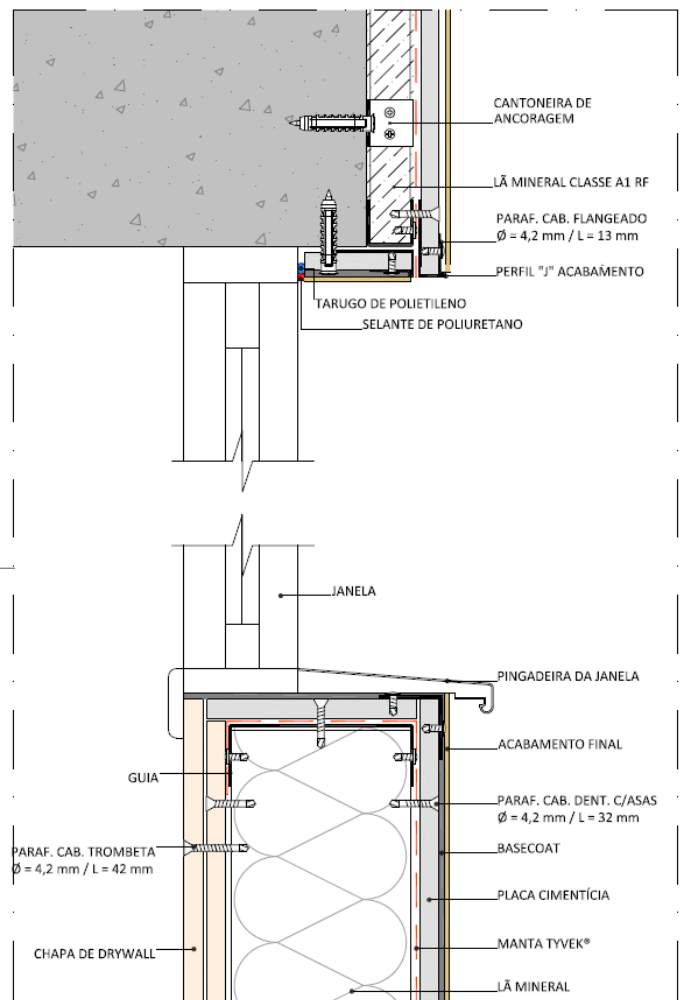 CANTONEIRA DE
ANCORAGEM
LÃ MINERAL CLASSE A1 RF
PARAF. CAB. FLANGEADO
Ø = 4,2 mm / L = 13 mm
PERFIL "J" ACABAMENTO
TARUGO DE POLIETILENO
SELANTE DE POLIURETANO
JANELA
PINGADEIRA DA JANELA
ACABAMENTO FINAL
GUIA
PARAF. CAB. DENT. C/ASAS
Ø = 4,2 mm / L = 32 mm
PARAF. CAB. TROMBETA
Ø = 4,2 mm / L = 42 mm
BASECOAT
PLACA CIMENTÍCIA
CHAPA DE DRYWALL
MANTA TYVEK®
LÃ MINERAL